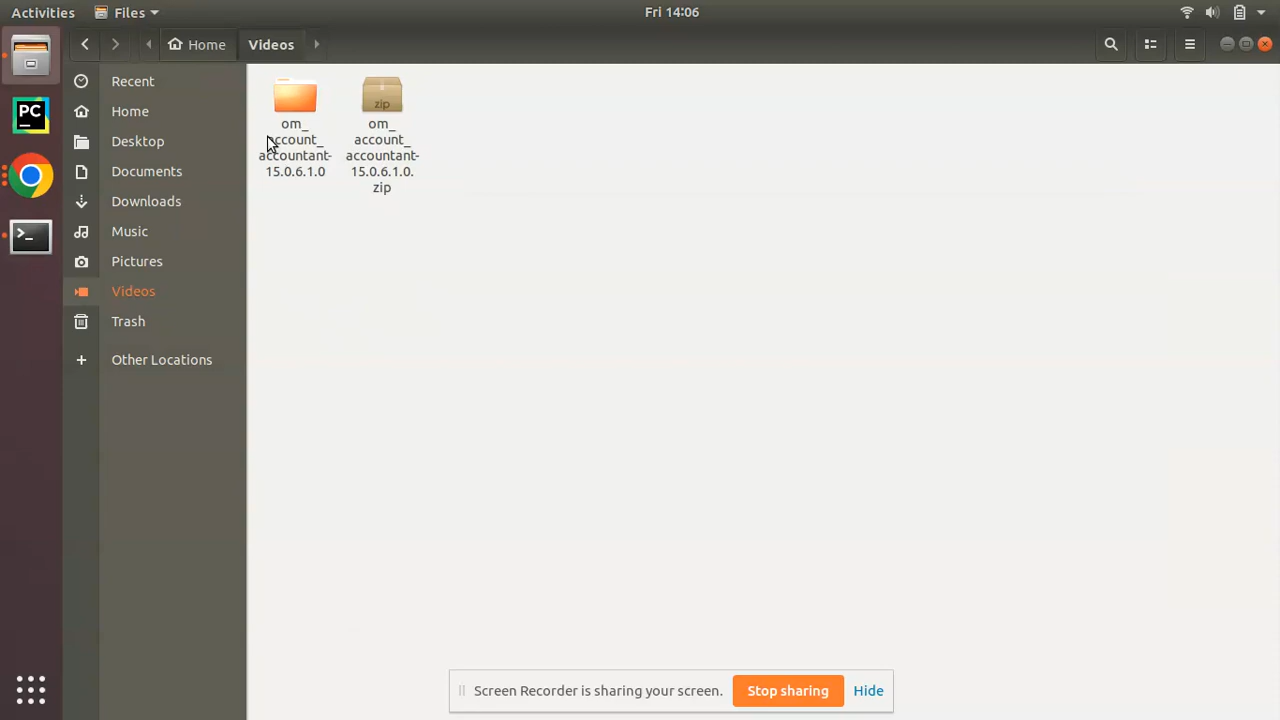 Activities Files Fri 14:06
Home Videos
Recent
Home
Desktop
Documents
Downloads
Music
Pictures
Videos
Trash
+ Other Locations
om_
account_
accountant-
15.0.6.1.0
zip
om_
account_
accountant-
15.0.6.1.0.
zip
PC
>_
Screen Recorder is sharing your screen. Stop sharing Hide